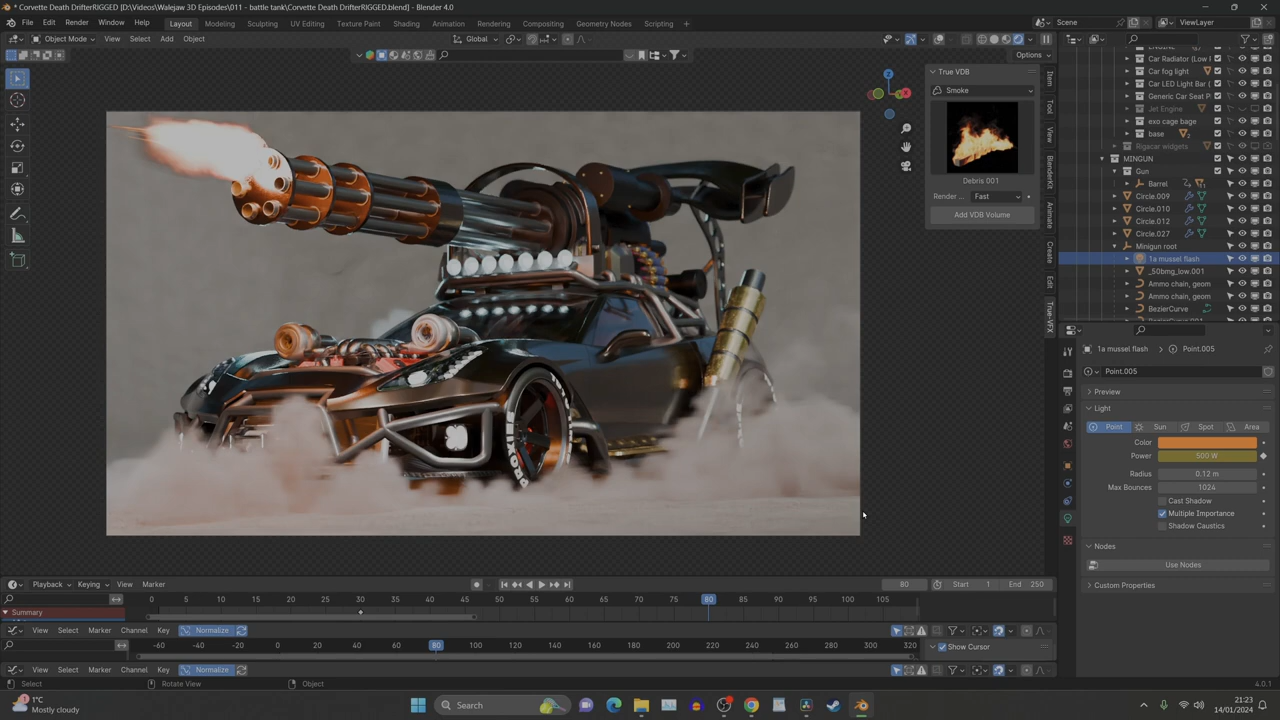 * Corvette Death DrifterRIGGED [D:\Videos\Walejaw 3D Episodes\011 - battle tank\Corvette Death DrifterRIGGED.blend] - Blender 4.0
File Edit Render Window Help Layout Modeling Sculpting UV Editing Texture Paint Shading Animation Rendering Compositing Geometry Nodes Scripting + Scene ViewLayer
Object Mode View Select Add Object Global
Options
True VDB
Smoke
Debris 001
Render ... Fast
Add VDB Volume
Item
Tool
View
BlenderKit
Animate
Create
Edit
True-VFX
Car Radiator (Low
Car fog light
Car LED Light Bar (
Generic Car Seat P
Jet Engine
exo cage bage
base
Rigacar widgets
MINGUN
Gun
Barrel
Circle.009
Circle.010
Circle.012
Circle.027
Minigun root
1a mussel flash
_50bmg_low.001
Ammo chain, geom
Ammo chain, geom
BezierCurve
1a mussel flash > Point.005
Point.005
Preview
Light
Point Sun Spot Area
Color
Power 500 W
Radius 0.12 m
Max Bounces 1024
Cast Shadow
Multiple Importance
Shadow Caustics
Nodes
Use Nodes
Custom Properties
Playback Keying View Marker 80 Start 1 End 250
0 5 10 15 20 25 30 35 40 45 50 55 60 65 70 75 80 85 90 95 100 105
Summary
View Select Marker Channel Key Normalize
-60 -40 -20 0 20 40 60 80 100 120 140 160 180 200 220 240 260 280 300 320
Show Cursor
View Select Marker Channel Key Normalize
Select Rotate View Object 4.0.1
1°C
Mostly cloudy
Search
21:23
14/01/2024